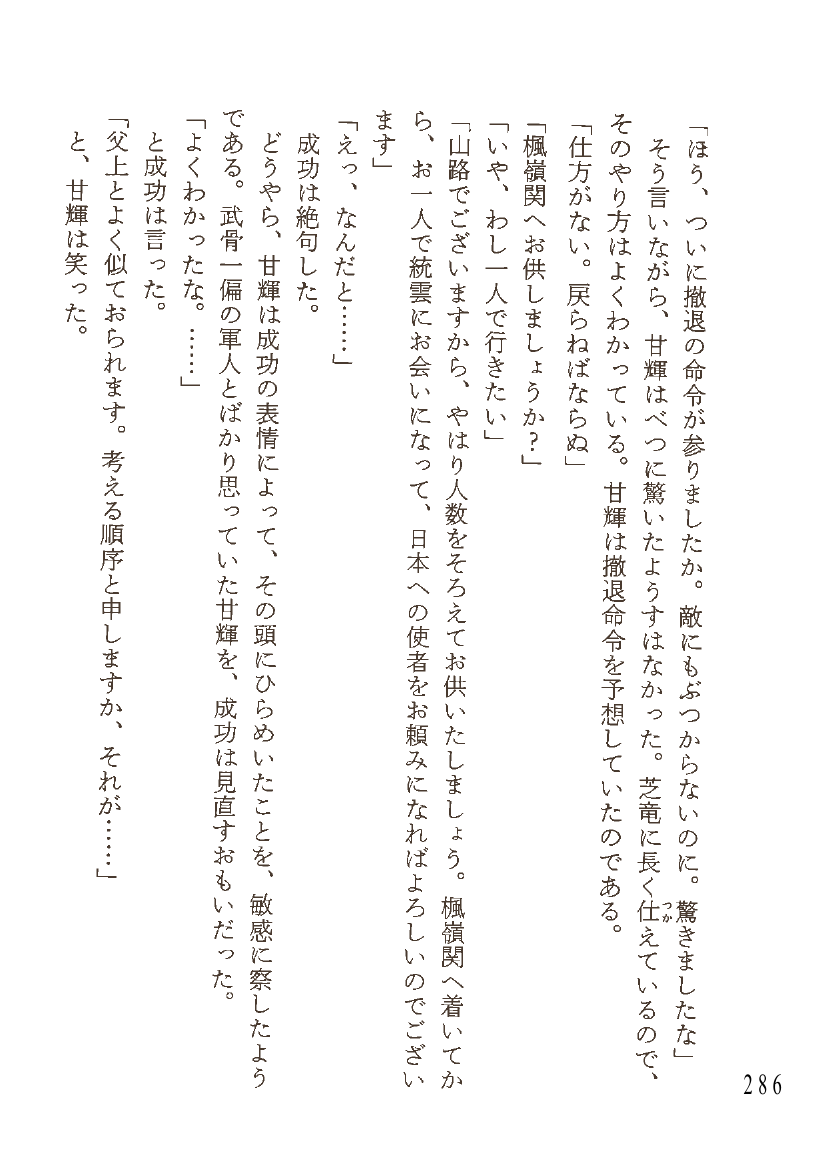 「ほう、ついに撤退の命令が参りましたか。敵にもぶつからないのに。驚きましたな」
そう言いながら、甘輝はべつに驚いたようすはなかった。芝竜に長く仕えているので、
つか
そのやり方はよくわかっている。甘輝は撤退命令を予想していたのである。
「仕方がない。戻らねばならぬ」
「楓嶺関へお供しましょうか?」
「いや、わし一人で行きたい」
「山路でございますから、やはり人数をそろえてお供いたしましょう。楓嶺関へ着いてか
ら、お一人で統雲にお会いになって、日本への使者をお頼みになればよろしいのでござい
ます」
「えっ、なんだと……」
成功は絶句した。
どうやら、甘輝は成功の表情によって、その頭にひらめいたことを、敏感に察したよう
である。武骨一偏の軍人とばかり思っていた甘輝を、成功は見直すおもいだった。
「よくわかったな。……」
と成功は言った。
「父上とよく似ておられます。考える順序と申しますか、それが……」
と、甘輝は笑った。
286